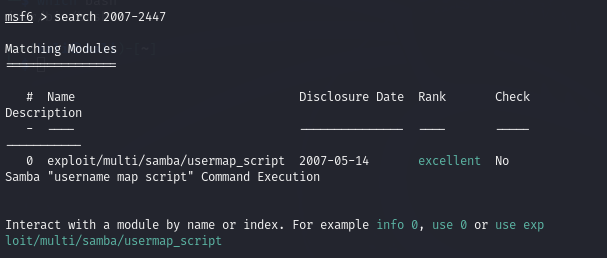 msf6 > search 2007-2447
Matching Modules
================
   #  Name                                Disclosure Date  Rank       Check
Description
   -  ----                                ---------------  ----       -----
-----------
   0  exploit/multi/samba/usermap_script  2007-05-14       excellent  No
Samba "username map script" Command Execution
Interact with a module by name or index. For example info 0, use 0 or use exp
loit/multi/samba/usermap_script